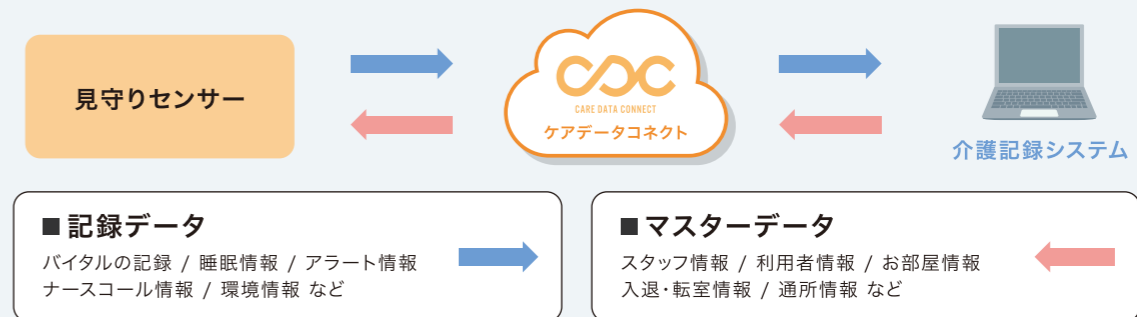 見守りセンサー
CDC
CARE DATA CONNECT
ケアデータコネクト
介護記録システム
■記録データ
バイタルの記録 / 睡眠情報 / アラート情報
ナースコール情報 / 環境情報 など
■マスターデータ
スタッフ情報 / 利用者情報 / お部屋情報
入退・転室情報 / 通所情報 など